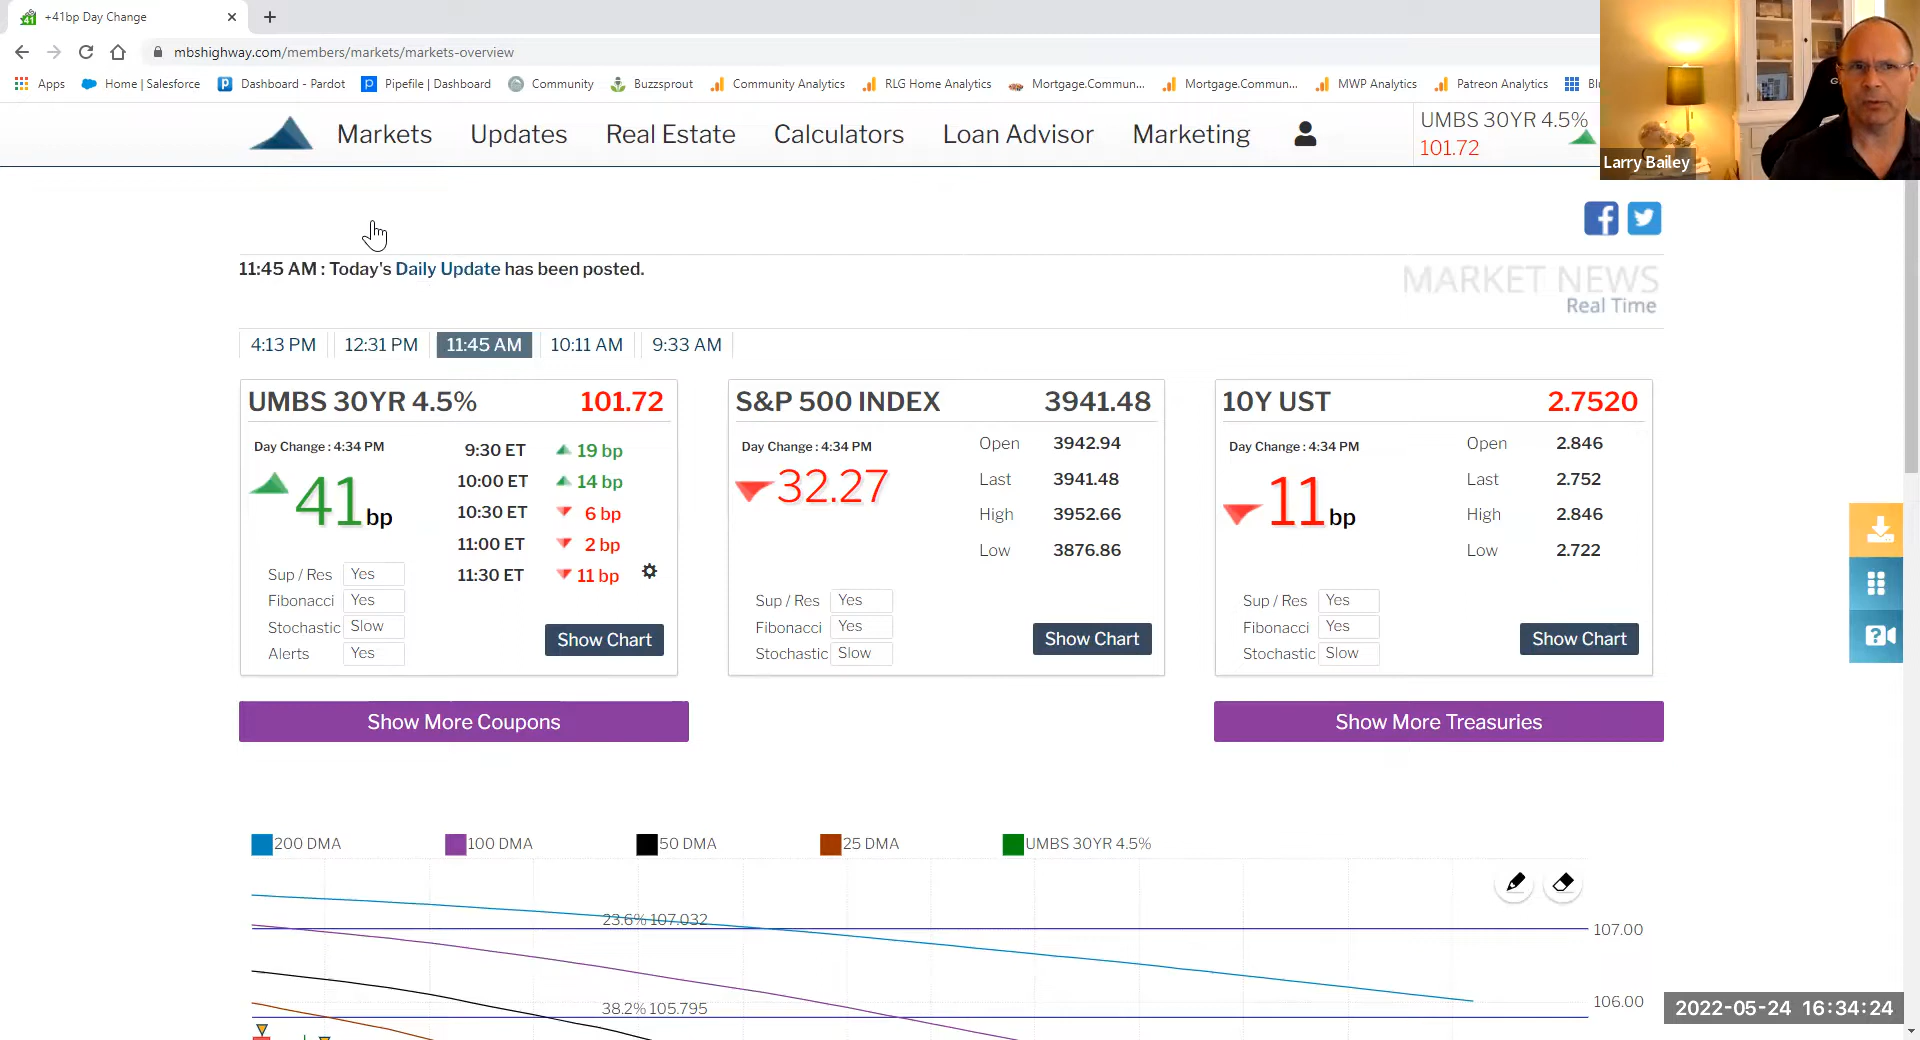 +41bp Day Change
mbshighway.com/members/markets/markets-overview
Apps Home | Salesforce Dashboard - Pardot Pipefile | Dashboard Community Buzzsprout Community Analytics RLG Home Analytics Mortgage.Commun... Mortgage.Commun... MWP Analytics Patreon Analytics
Markets Updates Real Estate Calculators Loan Advisor Marketing
UMBS 30YR 4.5%
101.72
Larry Bailey
11:45 AM : Today's Daily Update has been posted.
MARKET NEWS
Real Time
4:13 PM 12:31 PM 11:45 AM 10:11 AM 9:33 AM
UMBS 30YR 4.5% 101.72
Day Change : 4:34 PM
41 bp
9:30 ET 19 bp
10:00 ET 14 bp
10:30 ET 6 bp
11:00 ET 2 bp
11:30 ET 11 bp
Sup / Res Yes
Fibonacci Yes
Stochastic Slow
Alerts Yes
Show Chart
S&P 500 INDEX 3941.48
Day Change : 4:34 PM
32.27
Open 3942.94
Last 3941.48
High 3952.66
Low 3876.86
Sup / Res Yes
Fibonacci Yes
Stochastic Slow
Show Chart
10Y UST 2.7520
Day Change : 4:34 PM
11 bp
Open 2.846
Last 2.752
High 2.846
Low 2.722
Sup / Res Yes
Fibonacci Yes
Stochastic Slow
Show Chart
Show More Coupons
Show More Treasuries
200 DMA 100 DMA 50 DMA 25 DMA UMBS 30YR 4.5%
23.6% 107.032
107.00
38.2% 105.795
106.00
2022-05-24 16:34:24